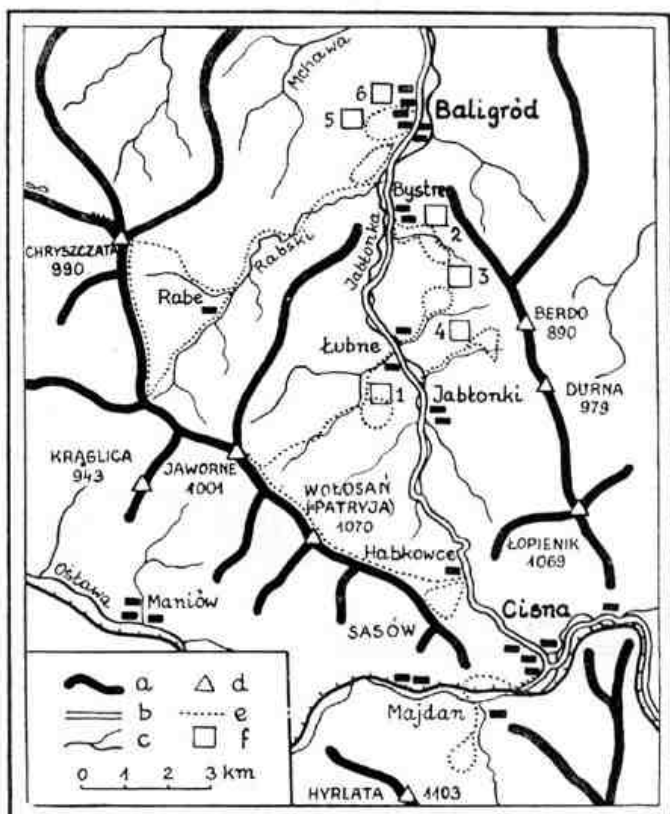 Mchawa
6
5
Baligród
Bystre
2
CHRYSZCZATA
990
Rabski
Jabłonka
Rabe
3
BERDO
890
4
Łubne
DURNA
979
1
Jabłonki
KRĄGLICA
943
JAWORNE
1001
WOŁOSAŃ
(PATRYJA)
1070
ŁOPIENIK
1069
Habkowce
Osława
Maniów
Cisna
SASÓW
a
d
b
e
c
f
0 1 2 3 km
Majdan
HYRLATA 1103